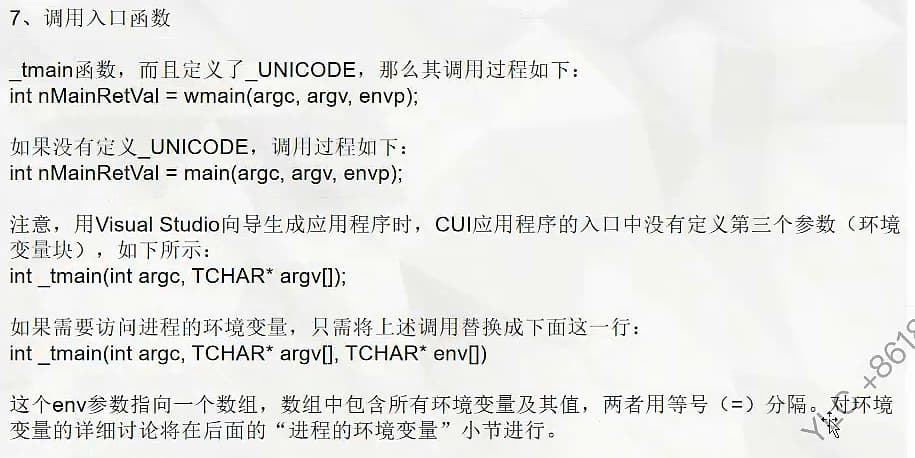 7、调用入口函数
_tmain函数，而且定义了_UNICODE，那么其调用过程如下：
int nMainRetVal = wmain(argc, argv, envp);
如果没有定义_UNICODE，调用过程如下：
int nMainRetVal = main(argc, argv, envp);
注意，用Visual Studio向导生成应用程序时，CUI应用程序的入口中没有定义第三个参数（环境
变量块），如下所示：
int _tmain(int argc, TCHAR* argv[]);
如果需要访问进程的环境变量，只需将上述调用替换成下面这一行：
int _tmain(int argc, TCHAR* argv[], TCHAR* env[])
这个env参数指向一个数组，数组中包含所有环境变量及其值，两者用等号（=）分隔。对环境
变量的详细讨论将在后面的“进程的环境变量”小节进行。